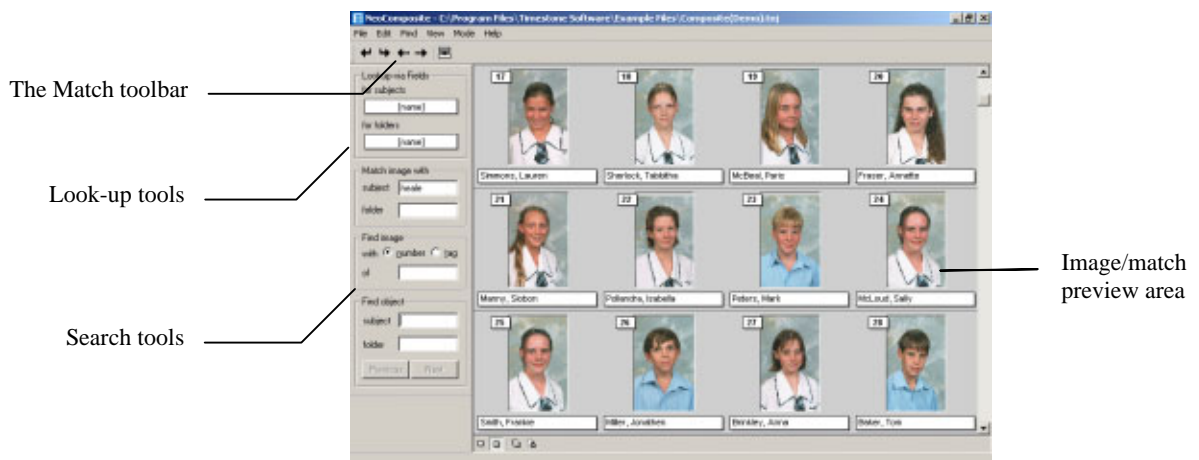 NeoComposite - C:\Program Files\Timestone Software\Example Files\Composite(Demo).tnj
File Edit Find View Mode Help
The Match toolbar
Look-up tools
Search tools
Look-up via Fields
for subjects
[name]
for folders
[name]
Match image with
subject heale
folder
Find image
with number tag
of
Find object
subject
folder
Previous Next
17 18 19 20
Simmons, Lauren Sherlock, Tabbitha McBeal, Paris Fraser, Annette
21 22 23 24
Manny, Siobon Pollancha, Isabella Peters, Mark McLoud, Sally
25 26 27 28
Smith, Frankie Miller, Jonathen Brinkley, Anna Baker, Tom
Image/match
preview area